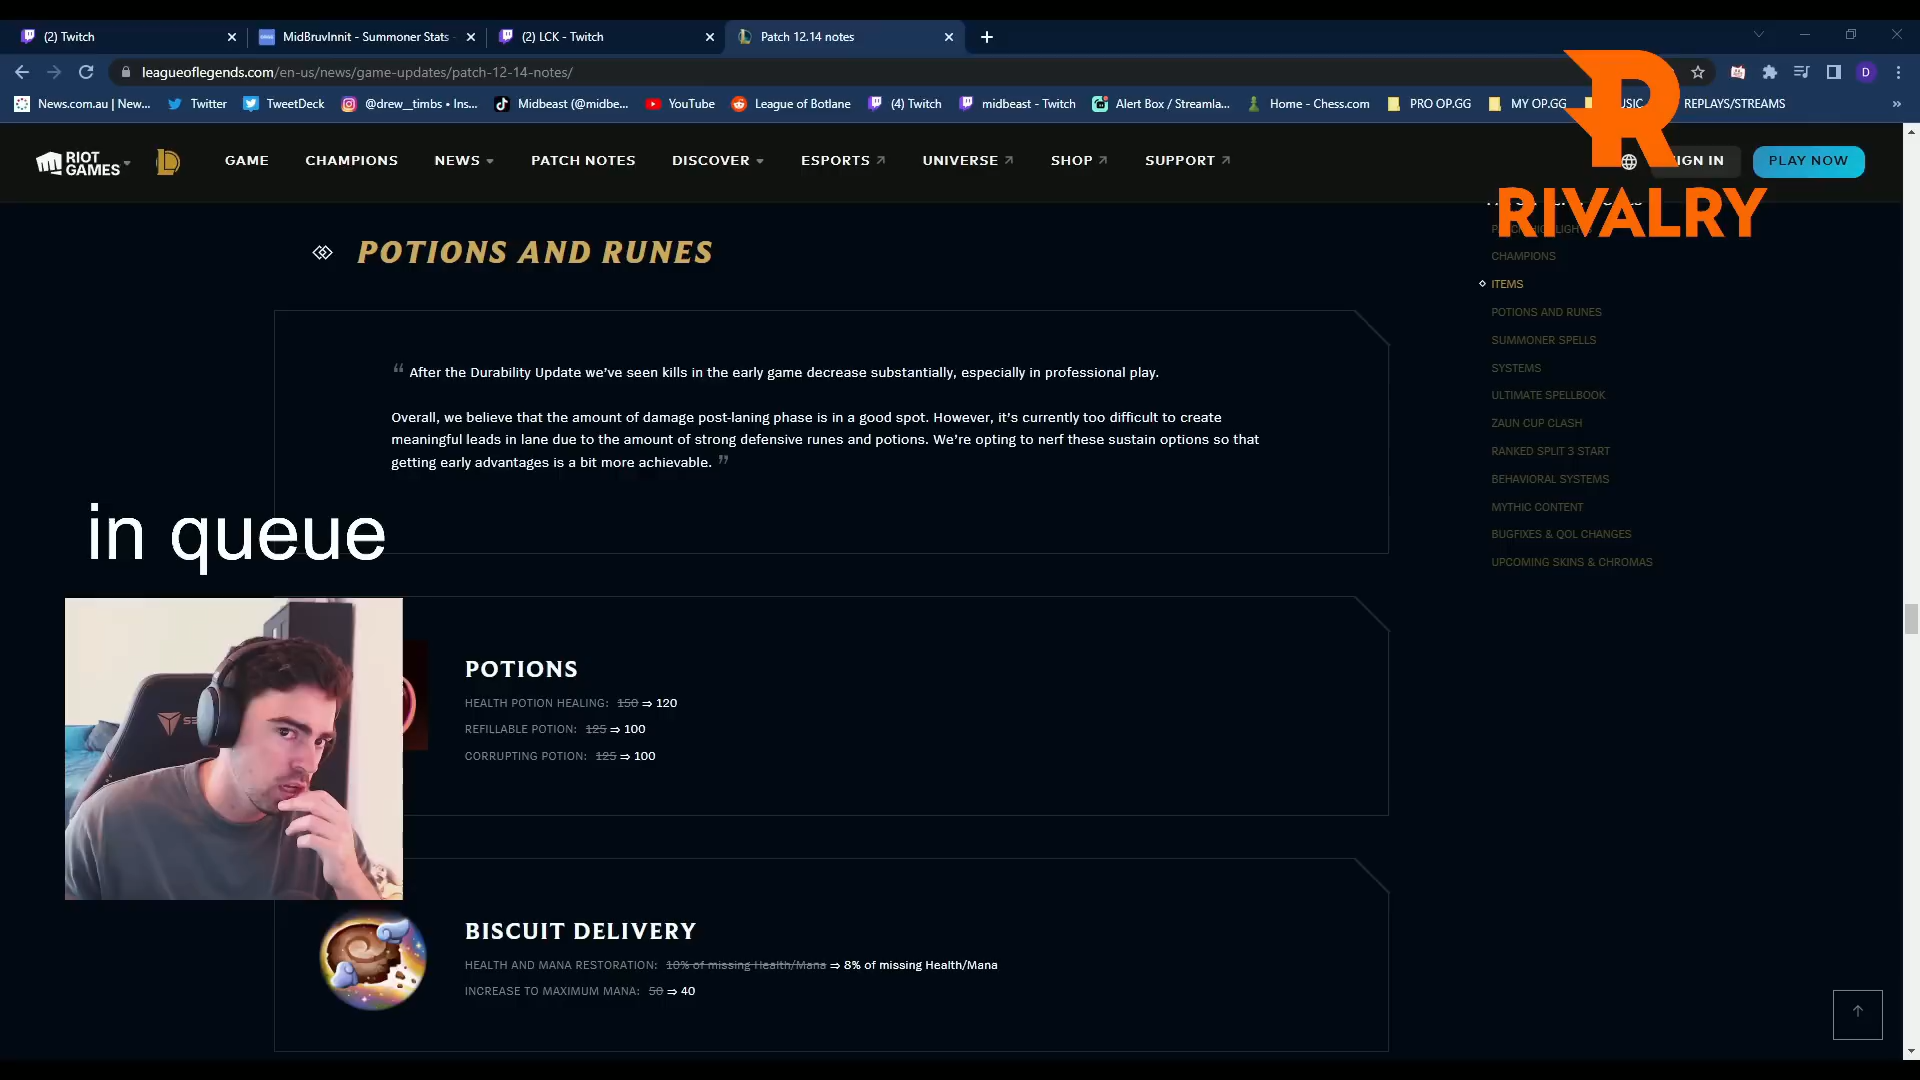 (2) Twitch
MidBruvInnit - Summoner Stats -
(2) LCK - Twitch
Patch 12.14 notes
leagueoflegends.com/en-us/news/game-updates/patch-12-14-notes/
D
News.com.au | New...
Twitter
TweetDeck
@drew__timbs • Ins...
Midbeast (@midbe...
YouTube
League of Botlane
(4) Twitch
midbeast - Twitch
Alert Box / Streamla...
Home - Chess.com
PRO OP.GG
MY OP.GG
REPLAYS/STREAMS
RIOT
GAMES
GAME
CHAMPIONS
NEWS
PATCH NOTES
DISCOVER
ESPORTS
UNIVERSE
SHOP
SUPPORT
IGN IN
PLAY NOW
RIVALRY
POTIONS AND RUNES
“ After the Durability Update we’ve seen kills in the early game decrease substantially, especially in professional play.
Overall, we believe that the amount of damage post-laning phase is in a good spot. However, it’s currently too difficult to create
meaningful leads in lane due to the amount of strong defensive runes and potions. We’re opting to nerf these sustain options so that
getting early advantages is a bit more achievable. ”
CHAMPIONS
ITEMS
POTIONS AND RUNES
SUMMONER SPELLS
SYSTEMS
ULTIMATE SPELLBOOK
ZAUN CUP CLASH
RANKED SPLIT 3 START
BEHAVIORAL SYSTEMS
MYTHIC CONTENT
BUGFIXES & QOL CHANGES
UPCOMING SKINS & CHROMAS
in queue
POTIONS
HEALTH POTION HEALING: 150 ⇒ 120
REFILLABLE POTION: 125 ⇒ 100
CORRUPTING POTION: 125 ⇒ 100
BISCUIT DELIVERY
HEALTH AND MANA RESTORATION: 10% of missing Health/Mana ⇒ 8% of missing Health/Mana
INCREASE TO MAXIMUM MANA: 50 ⇒ 40